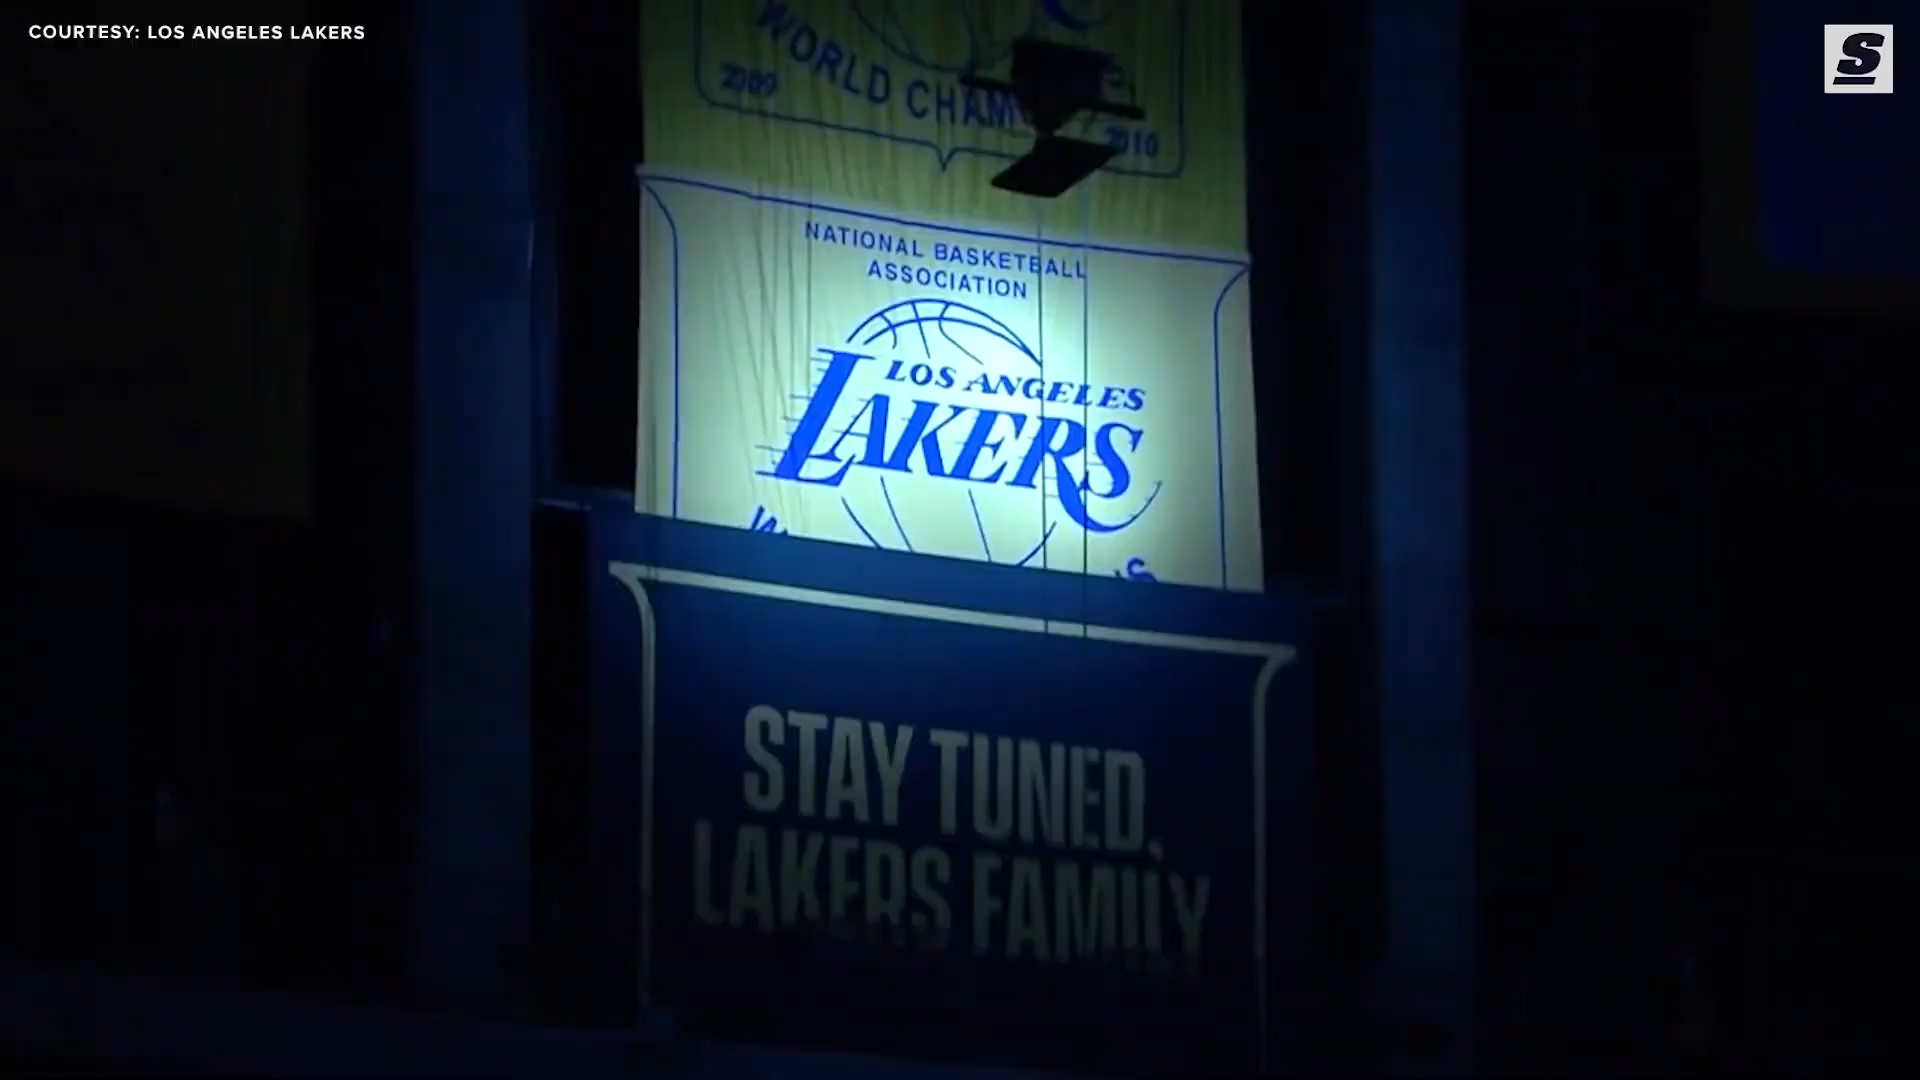 COURTESY: LOS ANGELES LAKERS
S
WORLD CHAM
2009
2010
NATIONAL BASKETBALL
ASSOCIATION
LOS ANGELES
LAKERS
STAY TUNED,
LAKERS FAMILY